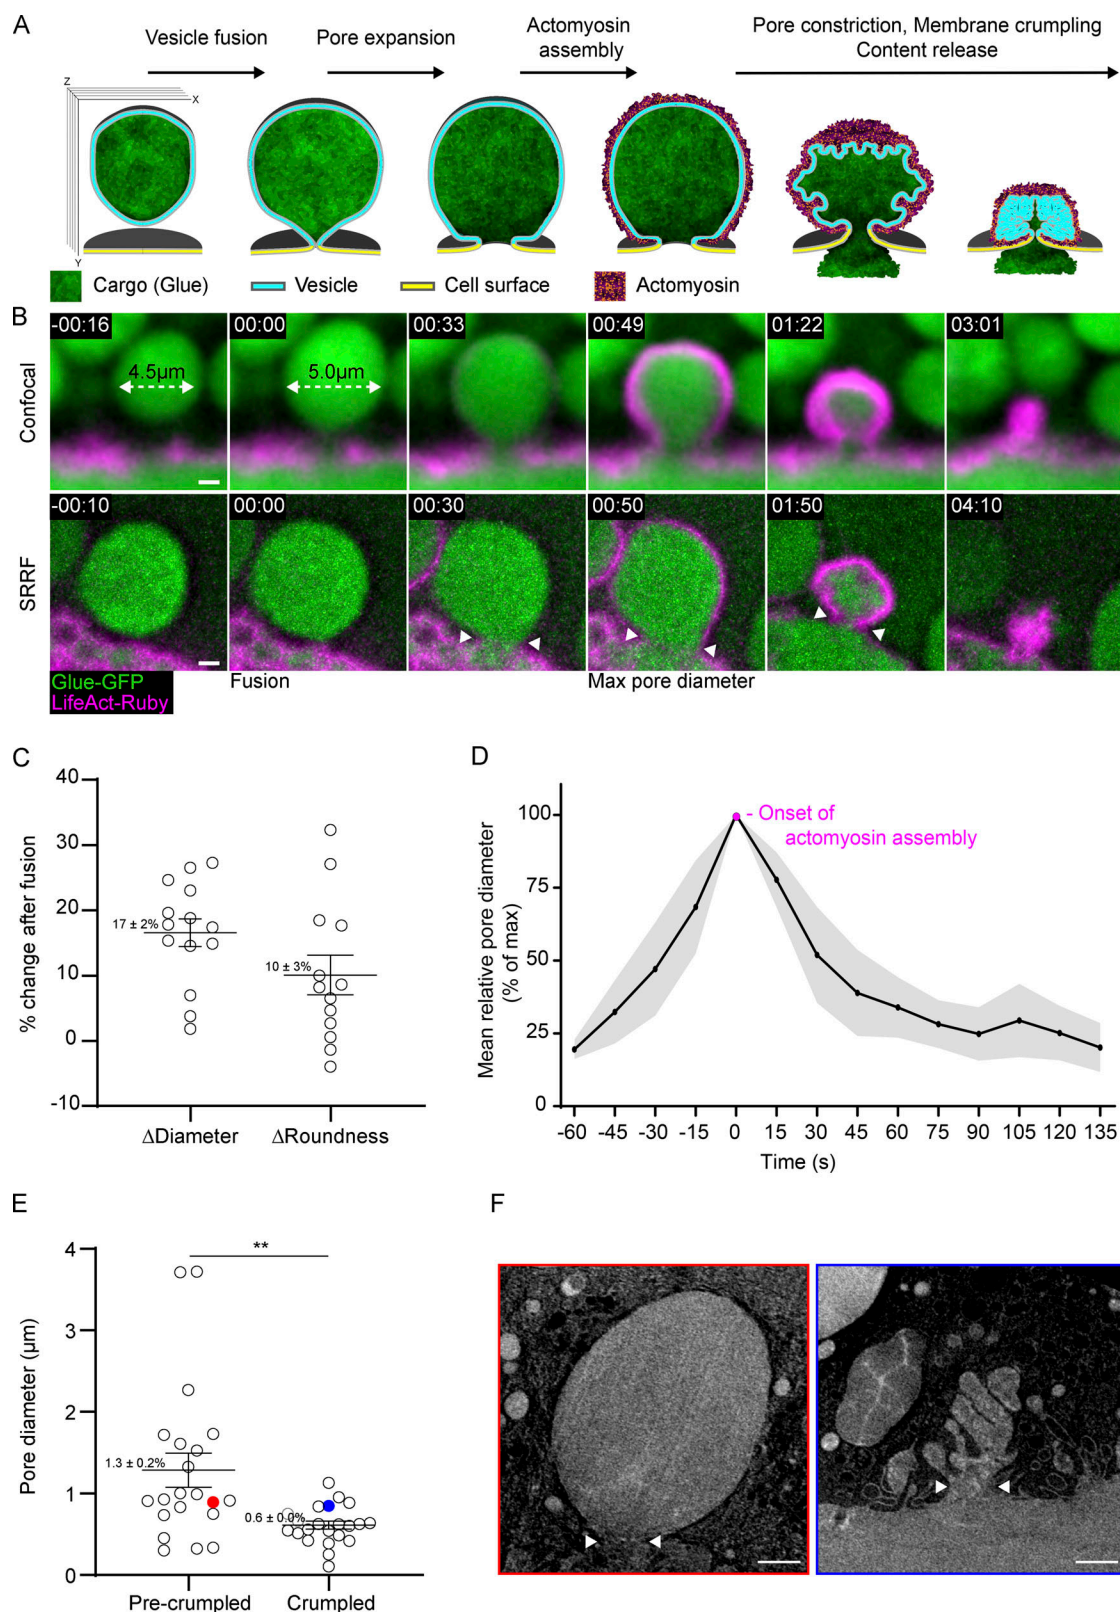 A
Vesicle fusion
Pore expansion
Actomyosin
assembly
Pore constriction, Membrane crumpling
Content release
Z
X
Y
Cargo (Glue)
Vesicle
Cell surface
Actomyosin
B
Confocal
-00:16
00:00
00:33
00:49
01:22
03:01
4.5µm
5.0µm
SRRF
-00:10
00:00
00:30
00:50
01:50
04:10
Glue-GFP
LifeAct-Ruby
Fusion
Max pore diameter
C
% change after fusion
40
30
20
10
0
-10
17 ± 2%
10 ± 3%
ΔDiameter
ΔRoundness
D
Mean relative pore diameter
(% of max)
100
75
50
25
0
- Onset of
actomyosin assembly
-60 -45 -30 -15 0 15 30 45 60 75 90 105 120 135
Time (s)
E
Pore diameter (µm)
4
3
2
1
0
**
1.3 ± 0.2%
0.6 ± 0.0%
Pre-crumpled
Crumpled
F